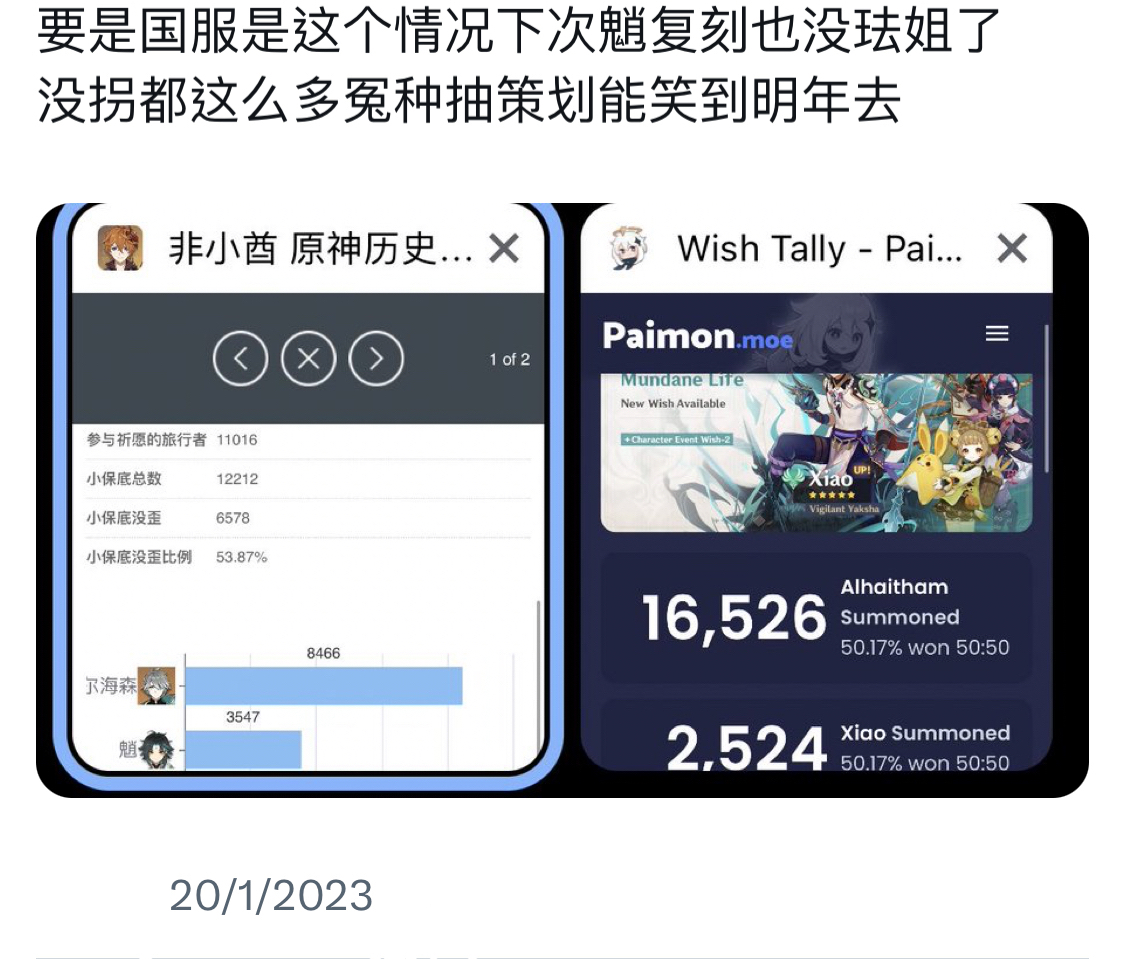 要是国服是这个情况下次魈复刻也没珐姐了
没拐都这么多冤种抽策划能笑到明年去
非小酋 原神历史...
1 of 2
参与祈愿的旅行者 11016
小保底总数 12212
小保底没歪 6578
小保底没歪比例 53.87%
8466
尔海森
3547
魈
Wish Tally - Pai...
Paimon.moe
Mundane Life
New Wish Available
Character Event Wish-2
UP!
Xiao
Vigilant Yaksha
16,526 Alhaitham
Summoned
50.17% won 50:50
2,524 Xiao Summoned
50.17% won 50:50
20/1/2023